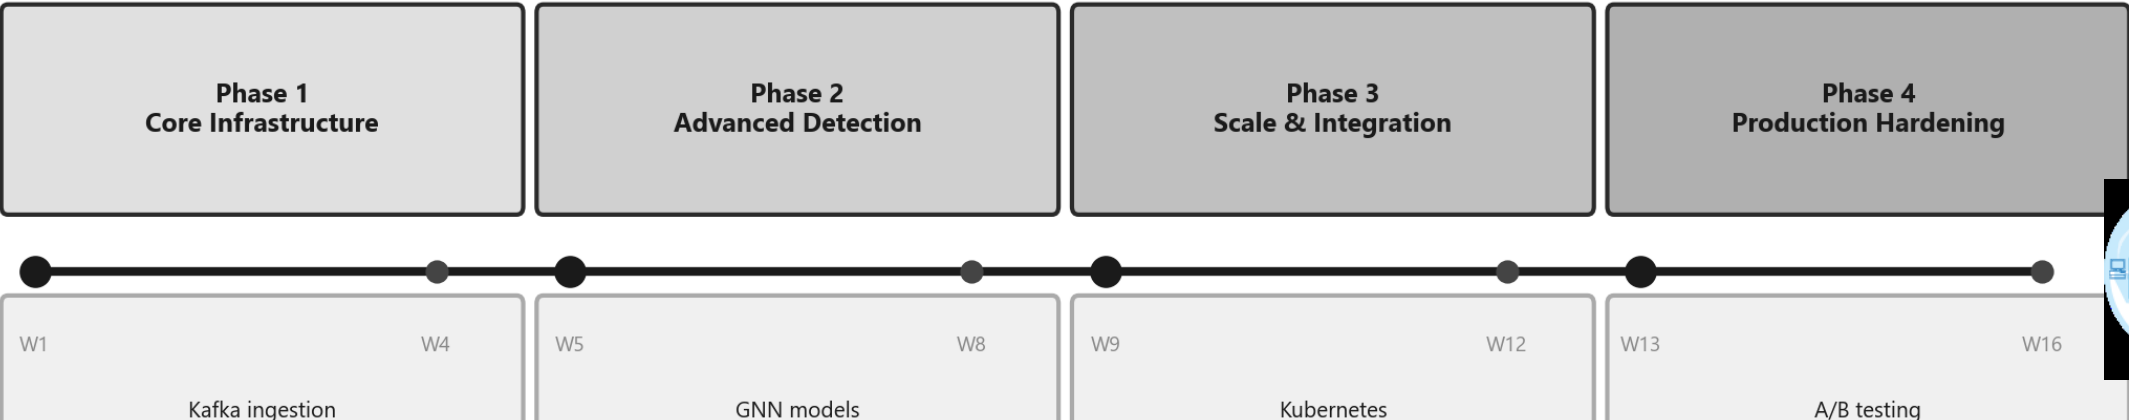 Phase 1
Core Infrastructure
Phase 2
Advanced Detection
Phase 3
Scale & Integration
Phase 4
Production Hardening
W1
W4
W5
W8
W9
W12
W13
W16
Kafka ingestion
GNN models
Kubernetes
A/B testing